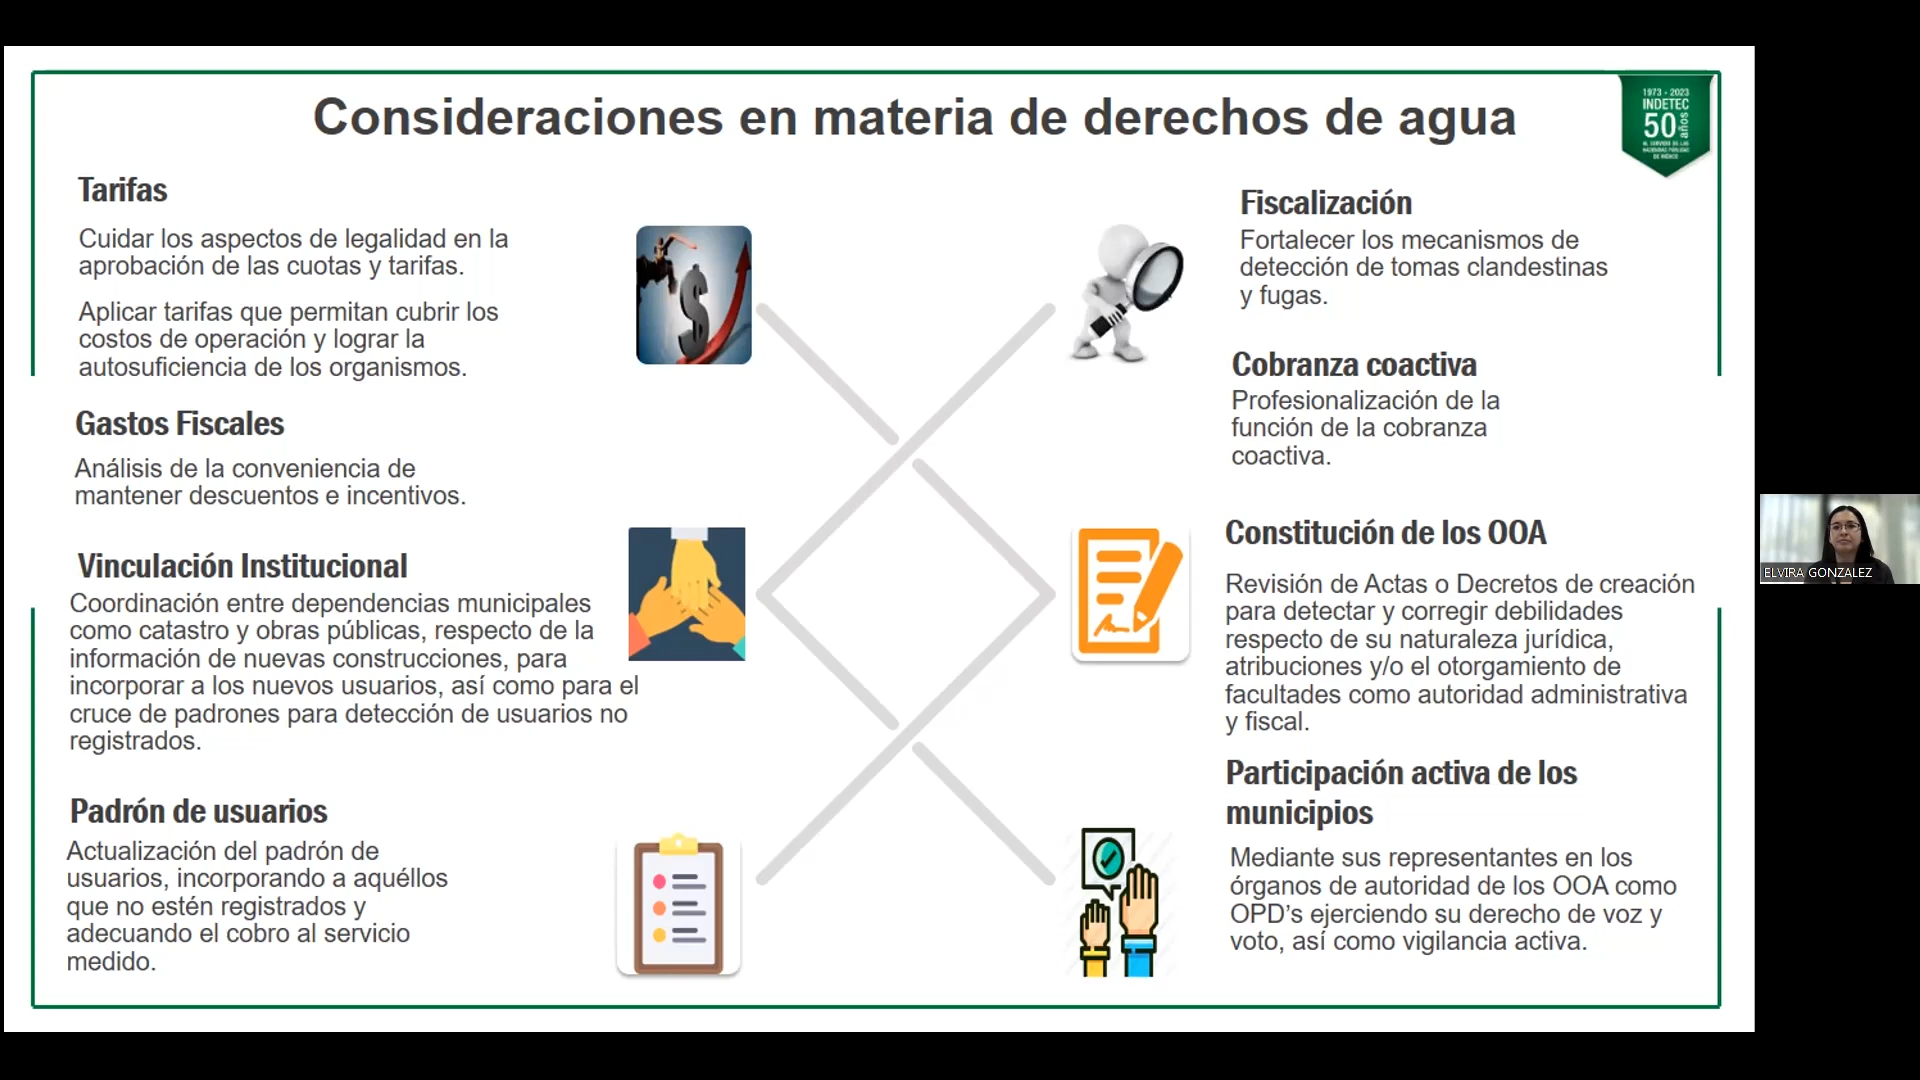 Consideraciones en materia de derechos de agua
1973 - 2023
INDETEC
50 años
AL SERVICIO DE LAS
HACIENDAS PÚBLICAS
DE MÉXICO
Tarifas
Cuidar los aspectos de legalidad en la
aprobación de las cuotas y tarifas.
Aplicar tarifas que permitan cubrir los
costos de operación y lograr la
autosuficiencia de los organismos.
Gastos Fiscales
Análisis de la conveniencia de
mantener descuentos e incentivos.
Vinculación Institucional
Coordinación entre dependencias municipales
como catastro y obras públicas, respecto de la
información de nuevas construcciones, para
incorporar a los nuevos usuarios, así como para el
cruce de padrones para detección de usuarios no
registrados.
Padrón de usuarios
Actualización del padrón de
usuarios, incorporando a aquéllos
que no estén registrados y
adecuando el cobro al servicio
medido.
Fiscalización
Fortalecer los mecanismos de
detección de tomas clandestinas
y fugas.
Cobranza coactiva
Profesionalización de la
función de la cobranza
coactiva.
Constitución de los OOA
Revisión de Actas o Decretos de creación
para detectar y corregir debilidades
respecto de su naturaleza jurídica,
atribuciones y/o el otorgamiento de
facultades como autoridad administrativa
y fiscal.
Participación activa de los
municipios
Mediante sus representantes en los
órganos de autoridad de los OOA como
OPD’s ejerciendo su derecho de voz y
voto, así como vigilancia activa.
ELVIRA GONZALEZ